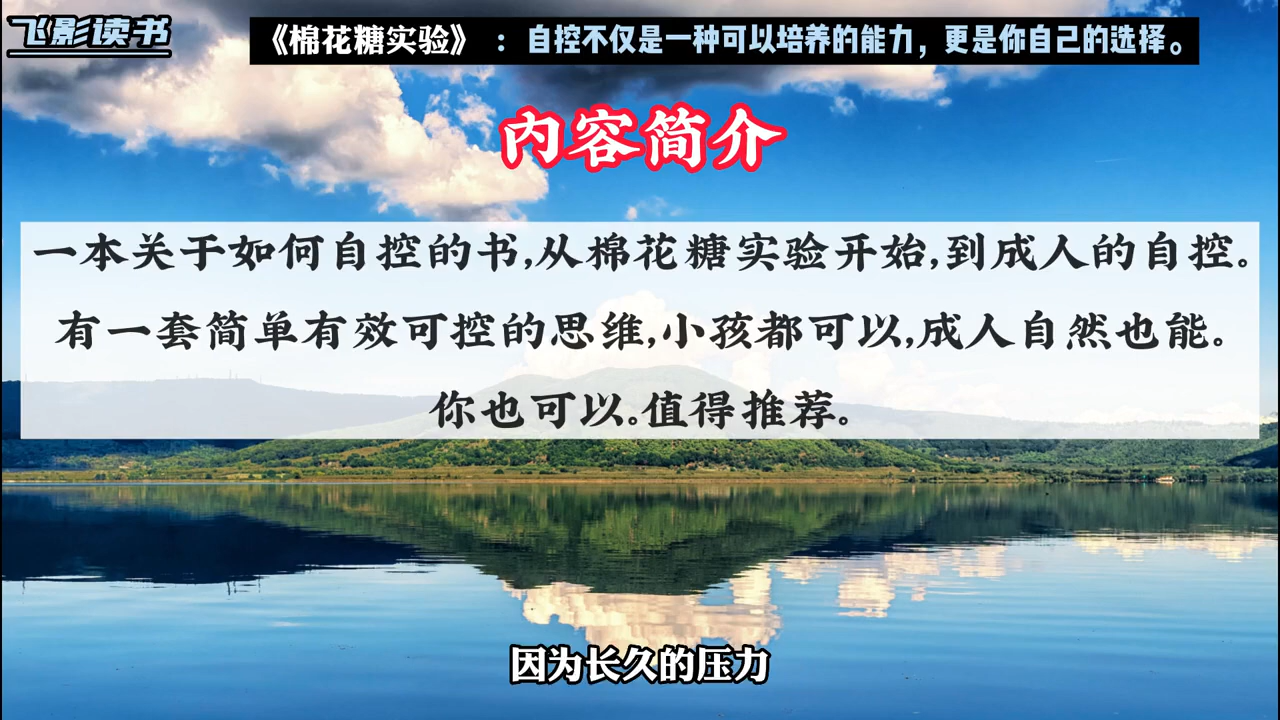 飞影读书
《棉花糖实验》 ：自控不仅是一种可以培养的能力，更是你自己的选择。
内容简介
一本关于如何自控的书,从棉花糖实验开始,到成人的自控。
有一套简单有效可控的思维,小孩都可以,成人自然也能。
你也可以。值得推荐。
因为长久的压力